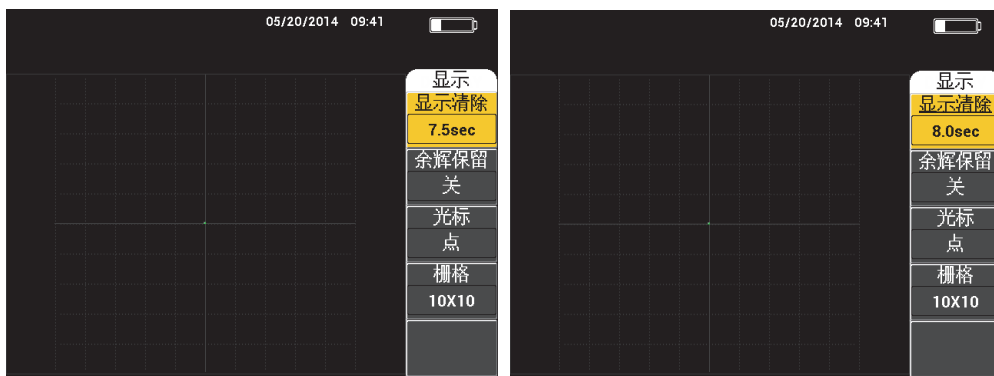 05/20/2014 09:41
显示
显示清除
7.5sec
余辉保留
关
光标
点
栅格
10X10
05/20/2014 09:41
显示
显示清除
8.0sec
余辉保留
关
光标
点
栅格
10X10